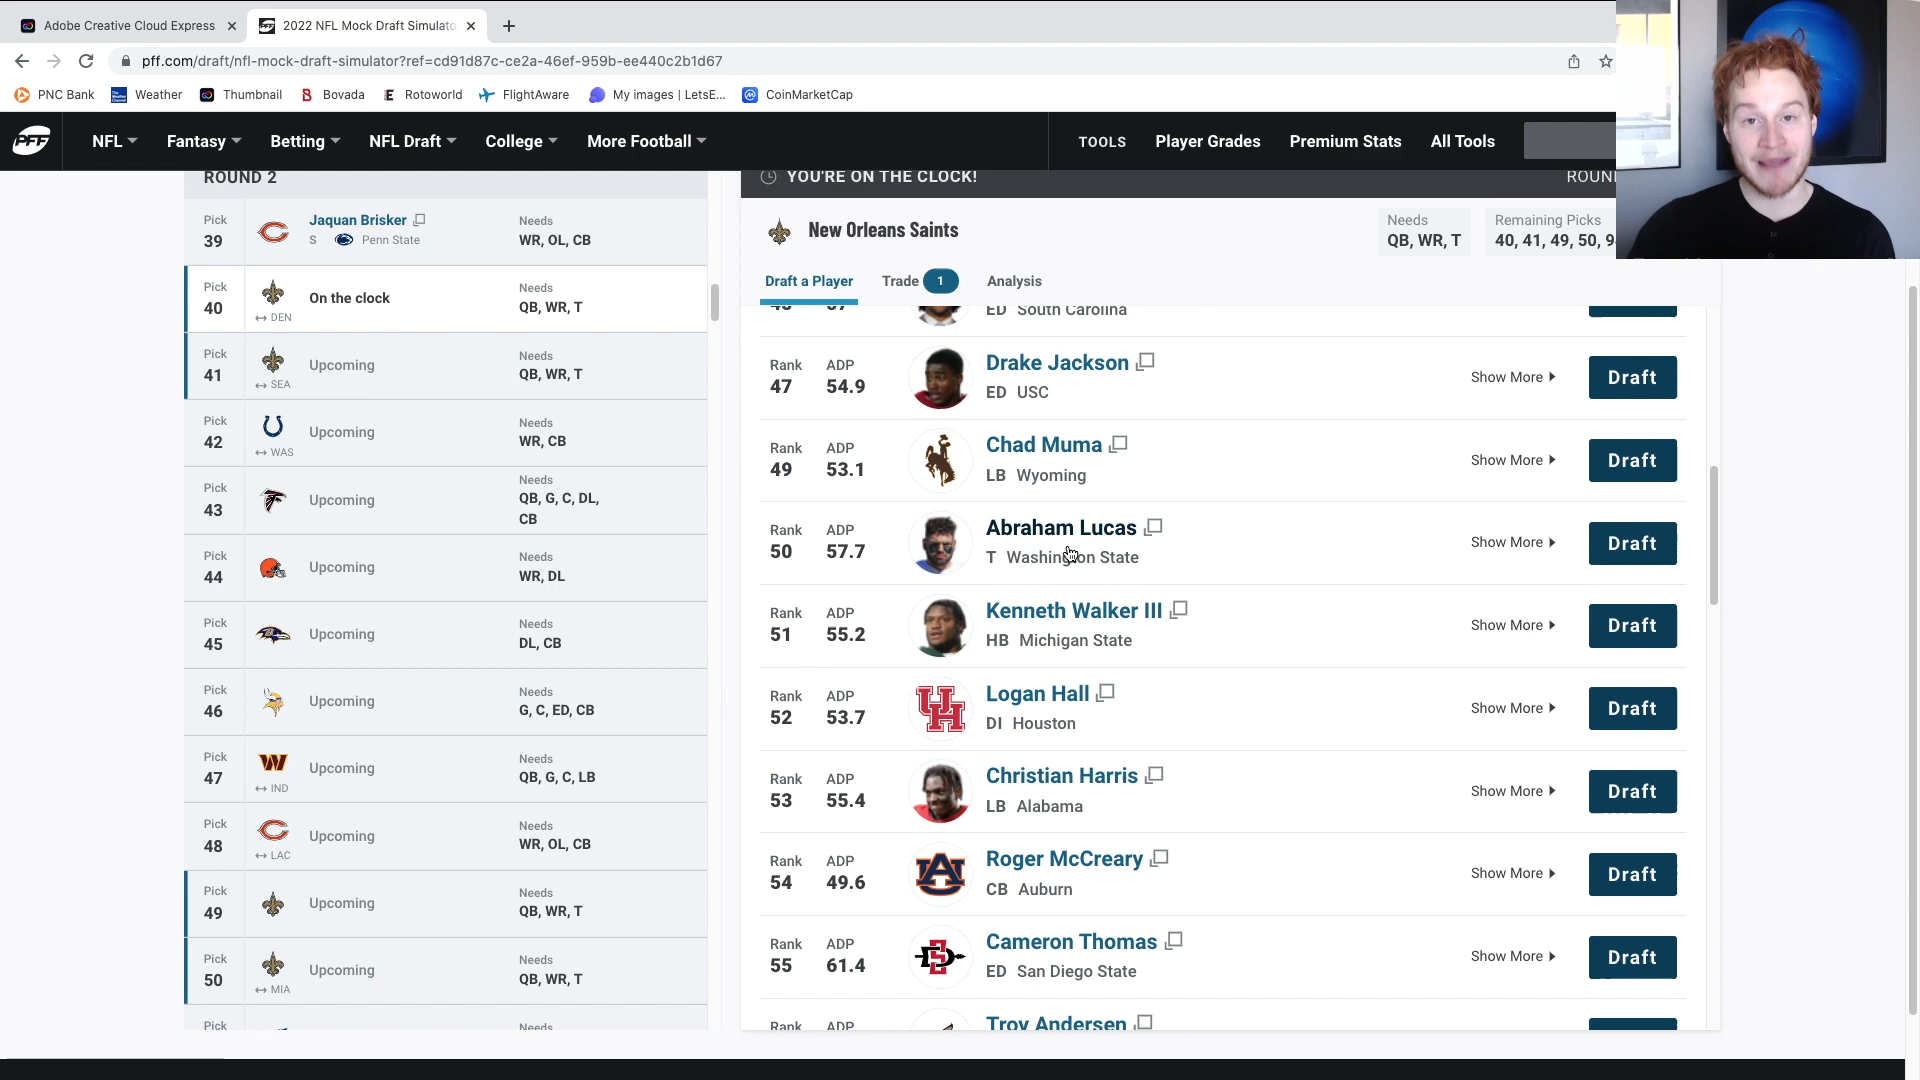 Adobe Creative Cloud Express
2022 NFL Mock Draft Simulato
pff.com/draft/nfl-mock-draft-simulator?ref=cd91d87c-ce2a-46ef-959b-ee440c2b1d67
PNC Bank
Weather
Thumbnail
Bovada
Rotoworld
FlightAware
My images | LetsE...
CoinMarketCap
PFF
NFL
Fantasy
Betting
NFL Draft
College
More Football
TOOLS
Player Grades
Premium Stats
All Tools
ROUND 2
Pick 39
Jaquan Brisker
S Penn State
Needs
WR, OL, CB
Pick 40
DEN
On the clock
Needs
QB, WR, T
Pick 41
SEA
Upcoming
Needs
QB, WR, T
Pick 42
WAS
Upcoming
Needs
WR, CB
Pick 43
Upcoming
Needs
QB, G, C, DL,
CB
Pick 44
Upcoming
Needs
WR, DL
Pick 45
Upcoming
Needs
DL, CB
Pick 46
Upcoming
Needs
G, C, ED, CB
Pick 47
IND
Upcoming
Needs
QB, G, C, LB
Pick 48
LAC
Upcoming
Needs
WR, OL, CB
Pick 49
Upcoming
Needs
QB, WR, T
Pick 50
MIA
Upcoming
Needs
QB, WR, T
Pick
Needs
YOU'RE ON THE CLOCK!
ROUN
New Orleans Saints
Needs
QB, WR, T
Remaining Picks
40, 41, 49, 50, 9
Draft a Player
Trade 1
Analysis
ED South Carolina
Rank ADP
47 54.9
Drake Jackson
ED USC
Show More
Draft
Rank ADP
49 53.1
Chad Muma
LB Wyoming
Show More
Draft
Rank ADP
50 57.7
Abraham Lucas
T Washington State
Show More
Draft
Rank ADP
51 55.2
Kenneth Walker III
HB Michigan State
Show More
Draft
Rank ADP
52 53.7
Logan Hall
DI Houston
Show More
Draft
Rank ADP
53 55.4
Christian Harris
LB Alabama
Show More
Draft
Rank ADP
54 49.6
Roger McCreary
CB Auburn
Show More
Draft
Rank ADP
55 61.4
Cameron Thomas
ED San Diego State
Show More
Draft
Rank ADP
Troy Andersen